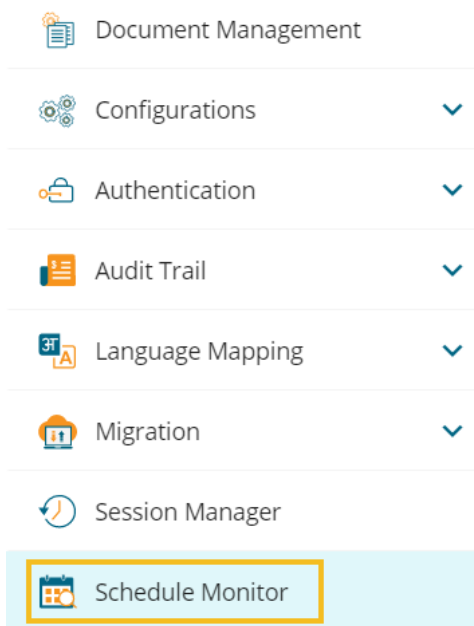 Document Management
Configurations
Authentication
Audit Trail
अ
A
Language Mapping
Migration
Session Manager
Schedule Monitor